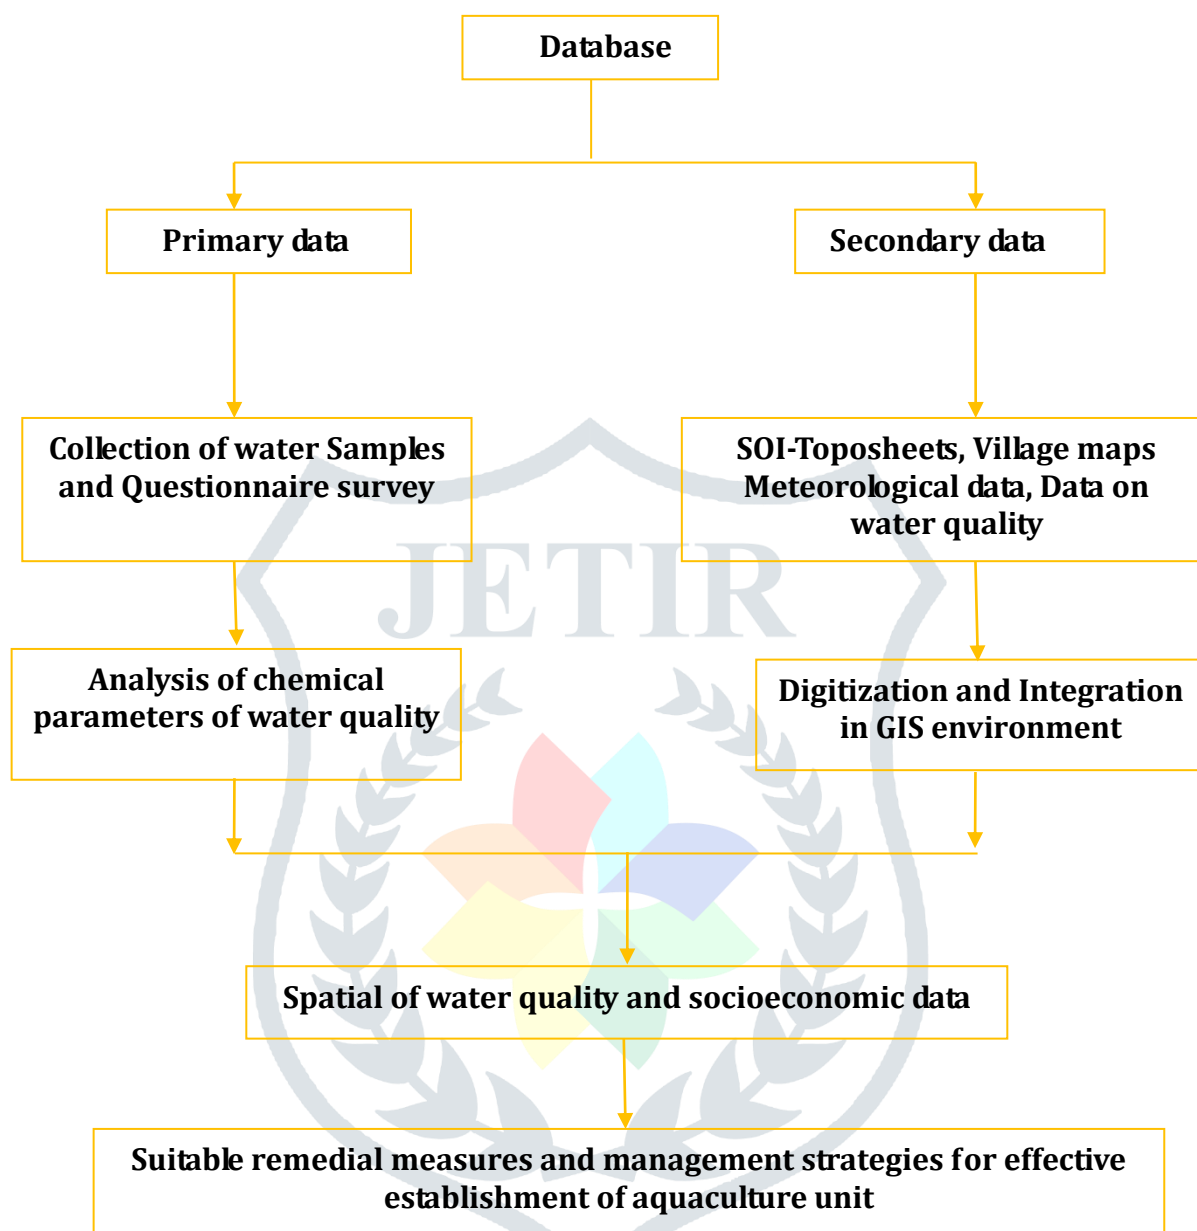 Database
Primary data
Secondary data
Collection of water Samples
and Questionnaire survey
SOI-Toposheets, Village maps
Meteorological data, Data on
water quality
JETIR
Analysis of chemical
parameters of water quality
Digitization and Integration
in GIS environment
Spatial of water quality and socioeconomic data
Suitable remedial measures and management strategies for effective
establishment of aquaculture unit